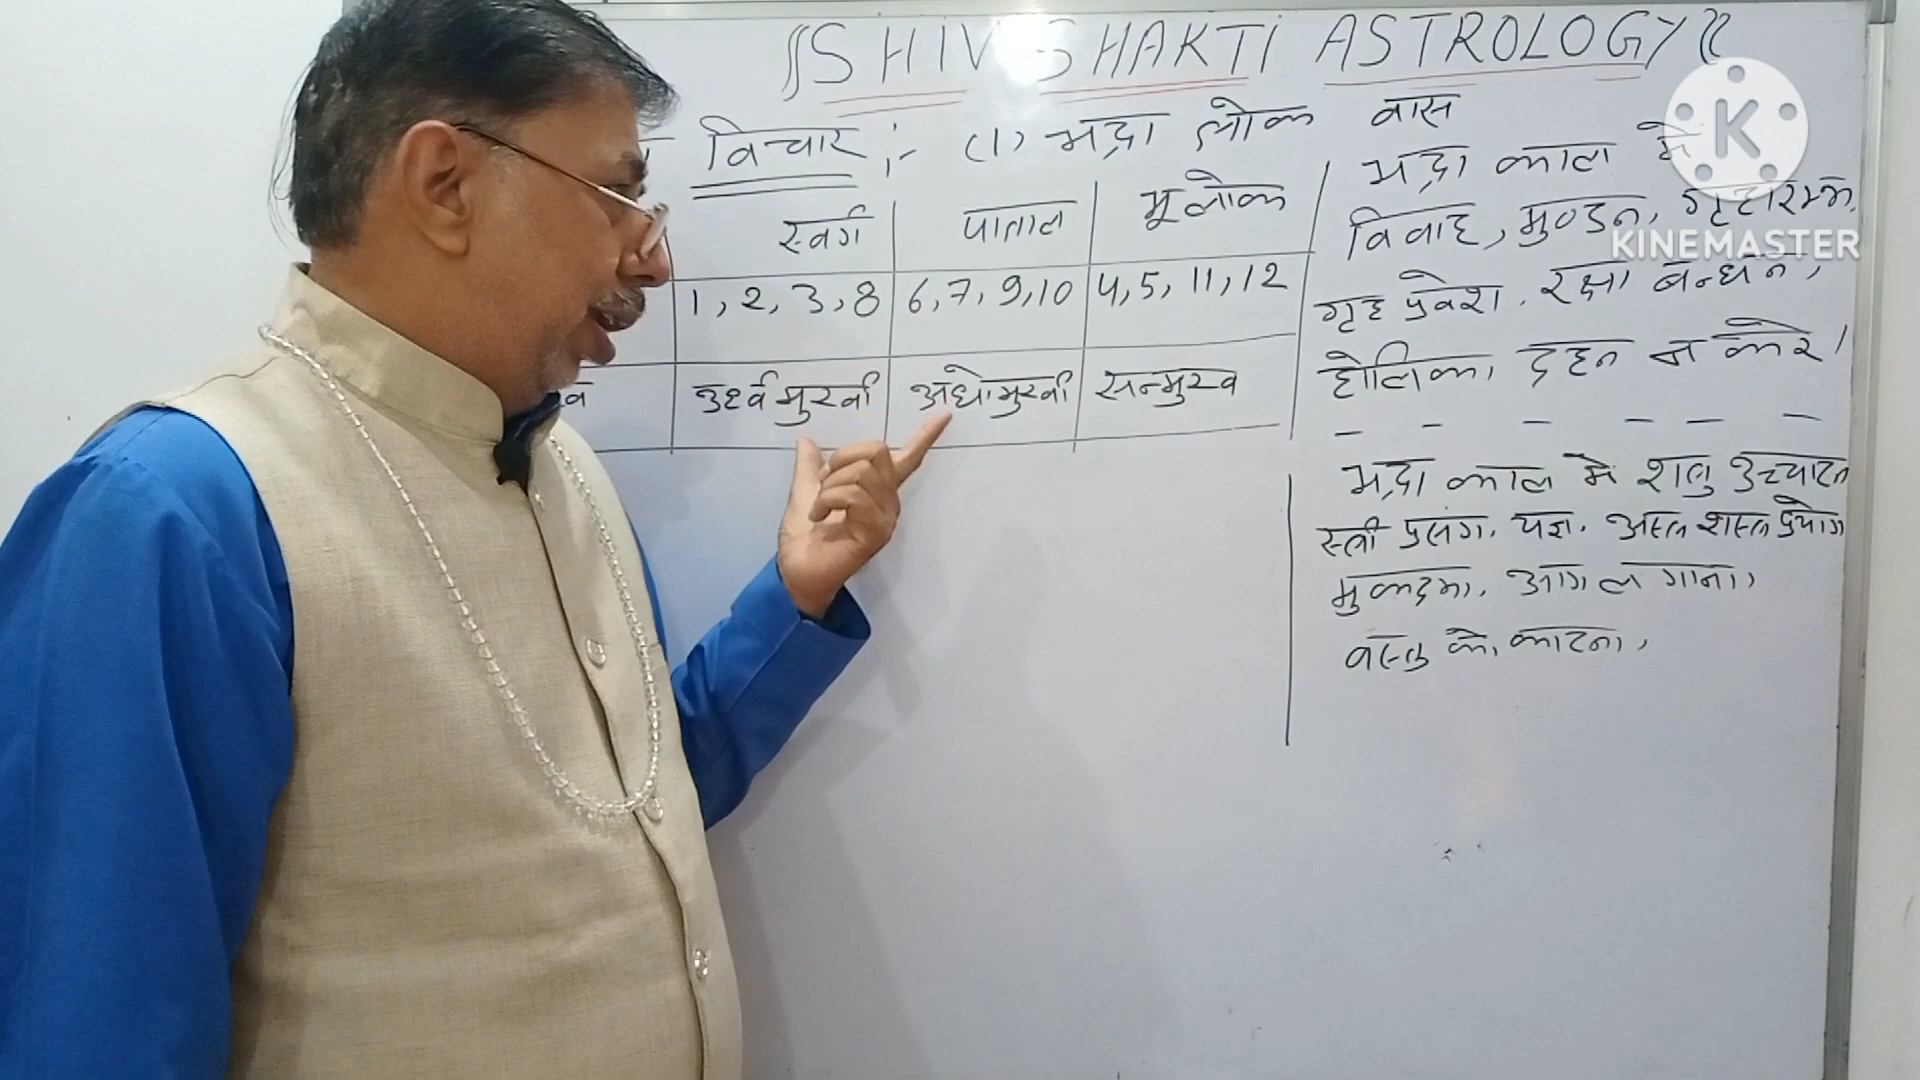 SHIV SHAKTI ASTROLOGY
विचार :- (1) भद्रा लोक वास
स्वर्ग | पाताल | भूलोक
1, 2, 3, 8 | 6, 7, 9, 10 | 4, 5, 11, 12
उर्ध्वमुखी | अधोमुखी | सन्मुख
भद्रा काल मे
विवाह, मुण्डन, गृहारम्भ,
गृह प्रवेश, रक्षा बन्धन,
होलिका दहन न करे।
भद्रा काल मे शत्रु उच्चाटन
स्त्री प्रसंग, यज्ञ, अस्त्र शस्त्र प्रयोग
मुकदमा, आग लगाना,
वस्तु को काटना,
K
KINEMASTER